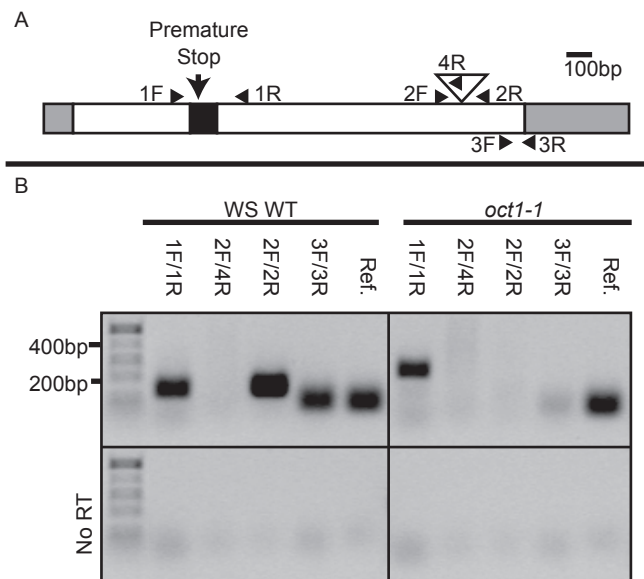 A
Premature
Stop
4R
100bp
1F
1R
2F
2R
3F
3R
B
WS WT
oct1-1
1F/1R
2F/4R
2F/2R
3F/3R
Ref.
1F/1R
2F/4R
2F/2R
3F/3R
Ref.
400bp
200bp
No RT